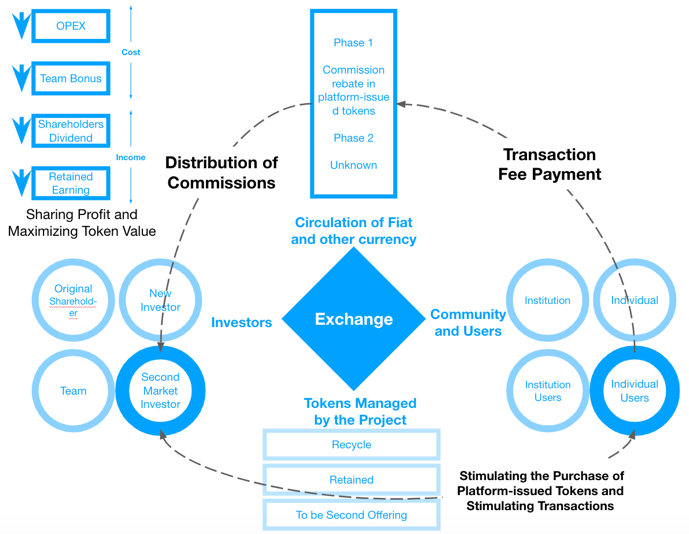 OPEX
Cost
Team Bonus
Shareholders
Dividend
Income
Retained
Earning
Sharing Profit and
Maximizing Token Value
Phase 1
Commission
rebate in
platform-issue
d tokens
Phase 2
Unknown
Distribution of
Commissions
Transaction
Fee Payment
Circulation of Fiat
and other currency
Original
Sharehold-
er
New
Investor
Team
Second
Market
Investor
Investors
Exchange
Community
and Users
Institution
Individual
Institution
Users
Individual
Users
Tokens Managed
by the Project
Recycle
Retained
To be Second Offering
Stimulating the Purchase of
Platform-issued Tokens and
Stimulating Transactions